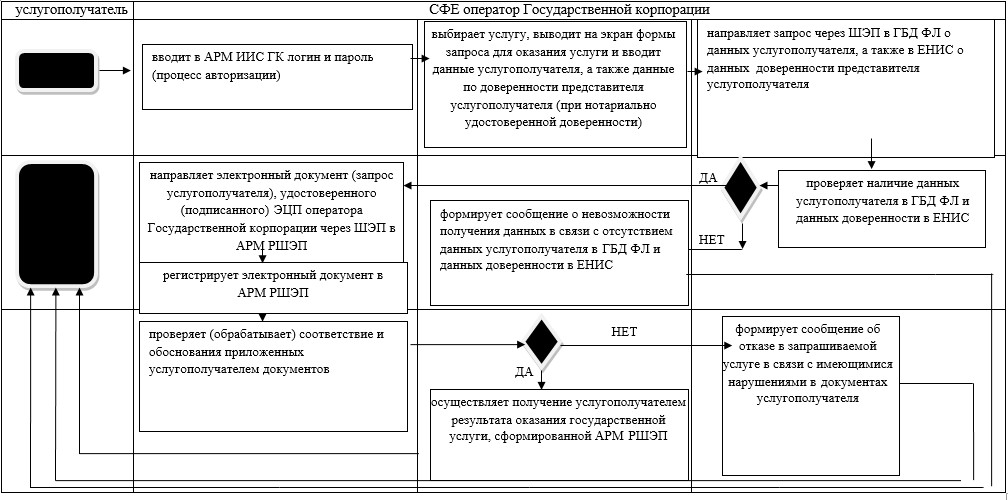 услугополучатель
СФЕ оператор Государственной корпорации
вводит в АРМ ИИС ГК логин и пароль
(процесс авторизации)
выбирает услугу, выводит на экран формы
запроса для оказания услуги и вводит
данные услугополучателя, а также данные
по доверенности представителя
услугополучателя (при нотариально
удостоверенной доверенности)
направляет запрос через ШЭП в ГБД ФЛ о
данных услугополучателя, а также в ЕНИС о
данных доверенности представителя
услугополучателя
проверяет наличие данных
услугополучателя в ГБД ФЛ и
данных доверенности в ЕНИС
ДА
НЕТ
направляет электронный документ (запрос
услугополучателя), удостоверенного
(подписанного) ЭЦП оператора
Государственной корпорации через ШЭП в
АРМ РШЭП
формирует сообщение о невозможности
получения данных в связи с отсутствием
данных услугополучателя в ГБД ФЛ и
данных доверенности в ЕНИС
регистрирует электронный документ в
АРМ РШЭП
проверяет (обрабатывает) соответствие и
обоснования приложенных
услугополучателем документов
НЕТ
ДА
формирует сообщение об
отказе в запрашиваемой
услуге в связи с имеющимися
нарушениями в документах
услугополучателя
осуществляет получение услугополучателем
результата оказания государственной
услуги, сформированной АРМ РШЭП